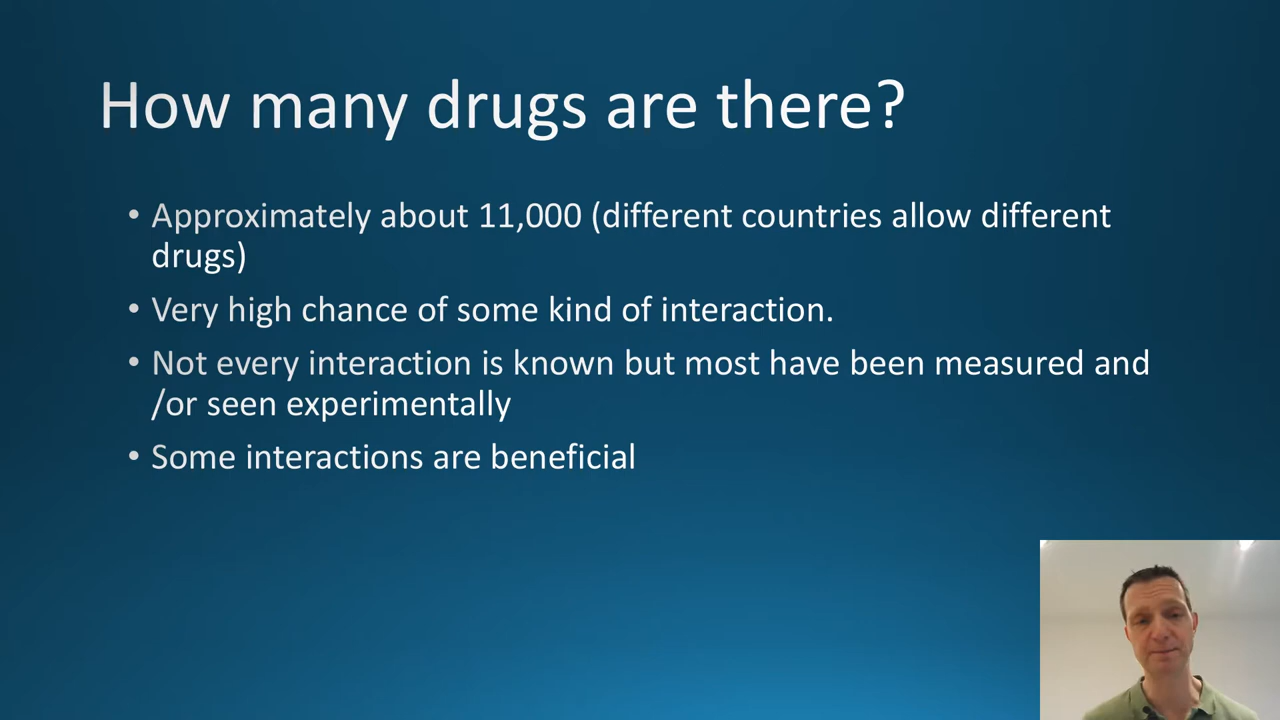 How many drugs are there?
• Approximately about 11,000 (different countries allow different
drugs)
• Very high chance of some kind of interaction.
• Not every interaction is known but most have been measured and
/or seen experimentally
• Some interactions are beneficial